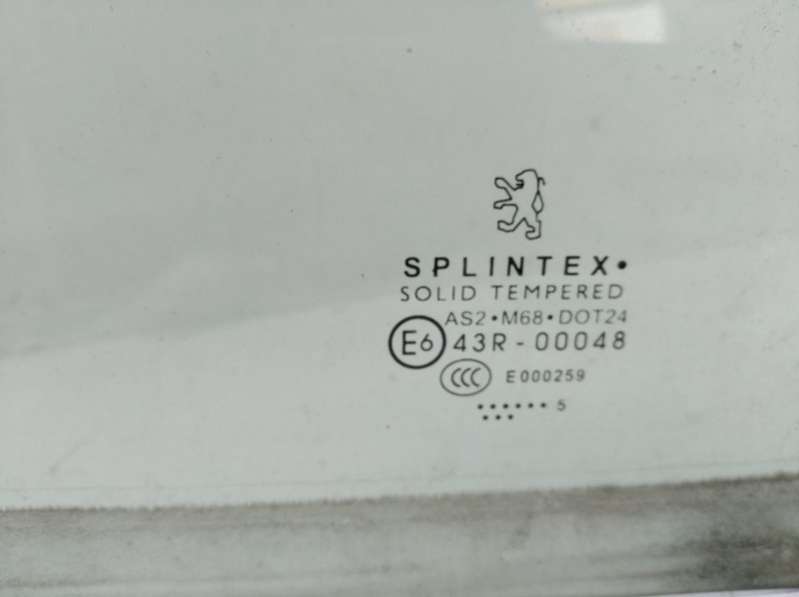 SPLINTEX•
SOLID TEMPERED
AS2•M68•DOT24
E6 43R-00048
CCC E000259
•••••• 5
•••